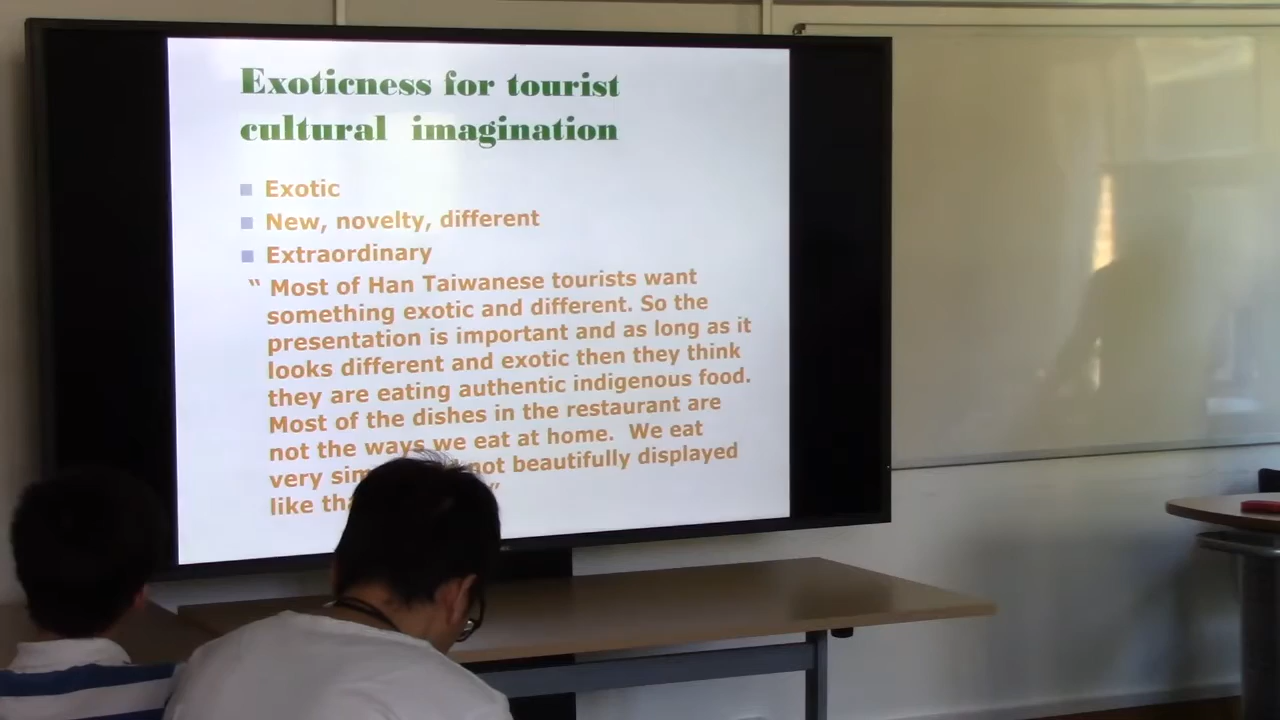 Exoticness for tourist
cultural imagination
Exotic
New, novelty, different
Extraordinary
“ Most of Han Taiwanese tourists want
something exotic and different. So the
presentation is important and as long as it
looks different and exotic then they think
they are eating authentic indigenous food.
Most of the dishes in the restaurant are
not the ways we eat at home. We eat
very not beautifully displayed
like ”